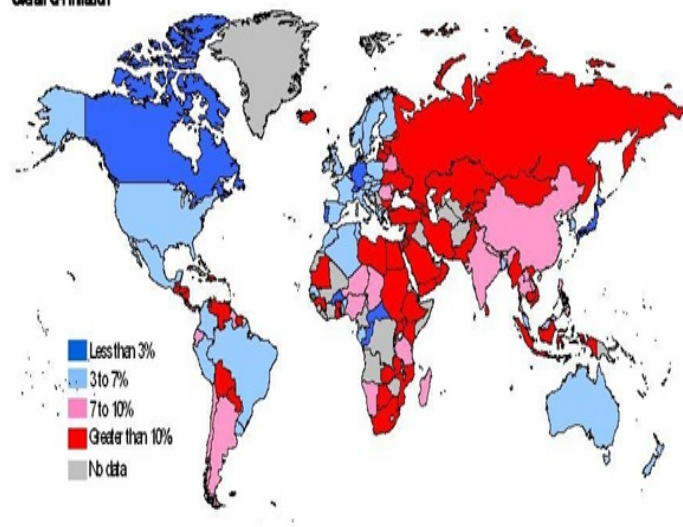 Less than 3%
3 to 7%
7 to 10%
Greater than 10%
No data